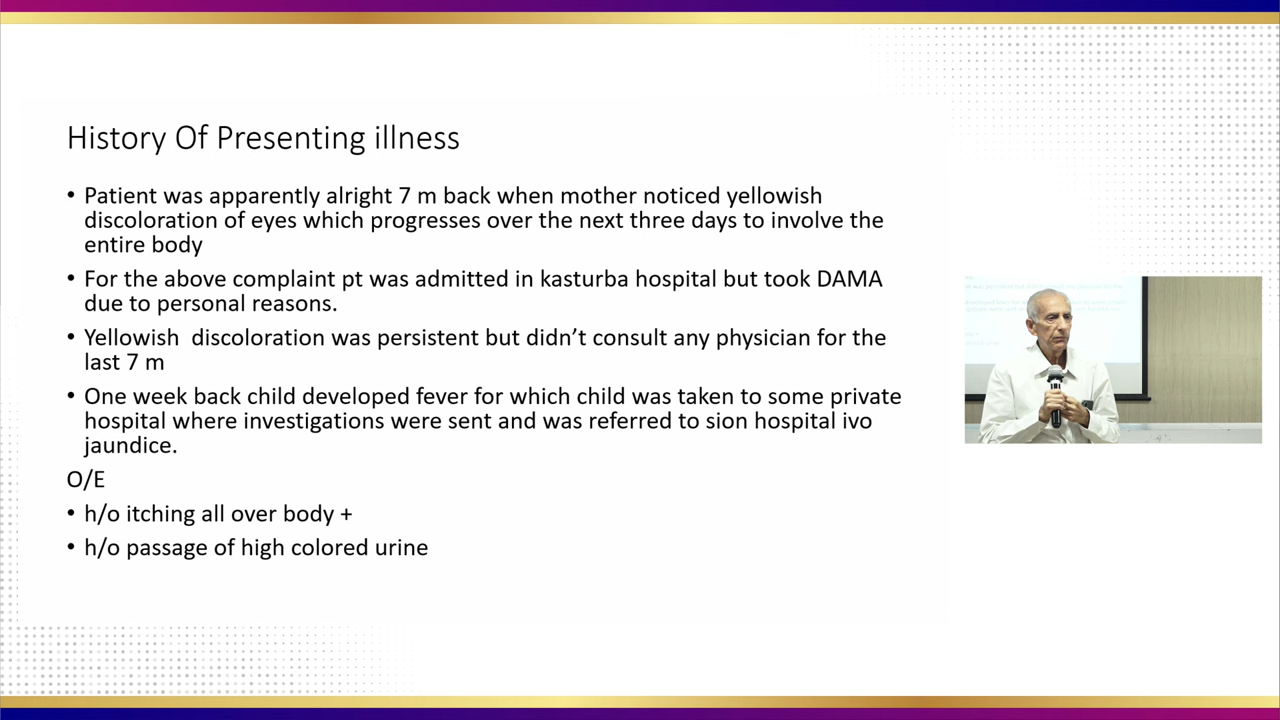 History Of Presenting illness
• Patient was apparently alright 7 m back when mother noticed yellowish
discoloration of eyes which progresses over the next three days to involve the
entire body
• For the above complaint pt was admitted in kasturba hospital but took DAMA
due to personal reasons.
• Yellowish  discoloration was persistent but didn’t consult any physician for the
last 7 m
• One week back child developed fever for which child was taken to some private
hospital where investigations were sent and was referred to sion hospital ivo
jaundice.
O/E
• h/o itching all over body +
• h/o passage of high colored urine